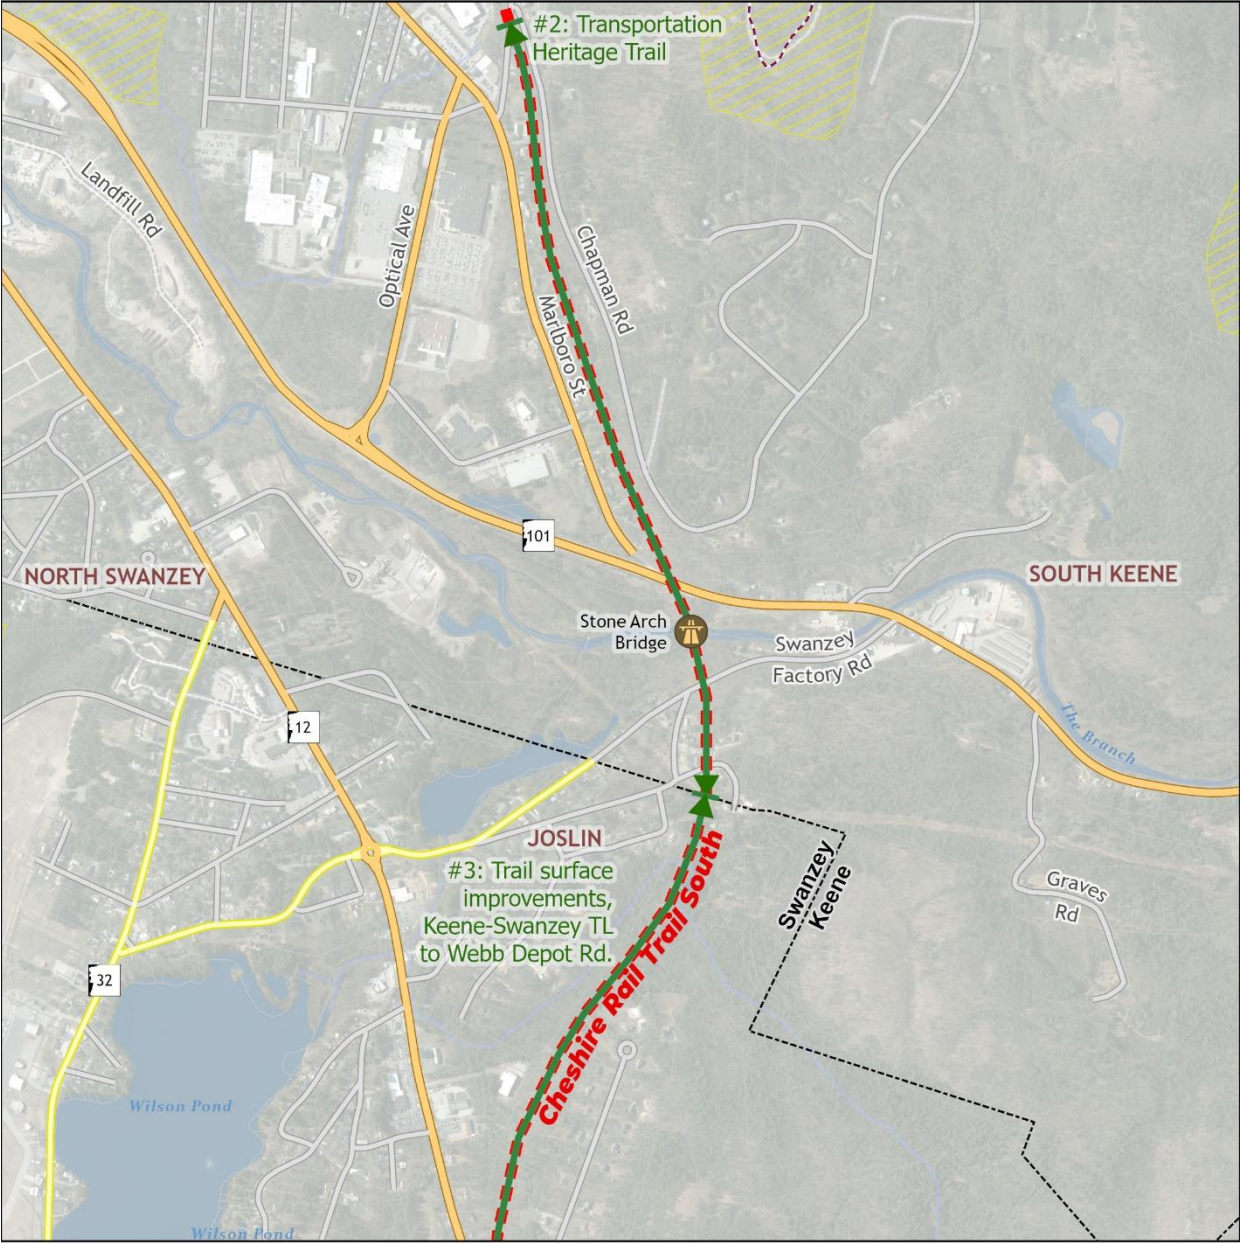 #2: Transportation
Heritage Trail
Landfill Rd
Optical Ave
Chapman Rd
Marlboro St
101
NORTH SWANZEY
SOUTH KEENE
Stone Arch
Bridge
Swanzey
Factory Rd
12
The Branch
JOSLIN
#3: Trail surface
improvements,
Keene-Swanzey TL
to Webb Depot Rd.
Cheshire Rail Trail South
Swanzey
Keene
Graves
Rd
32
Wilson Pond
Wilson Pond